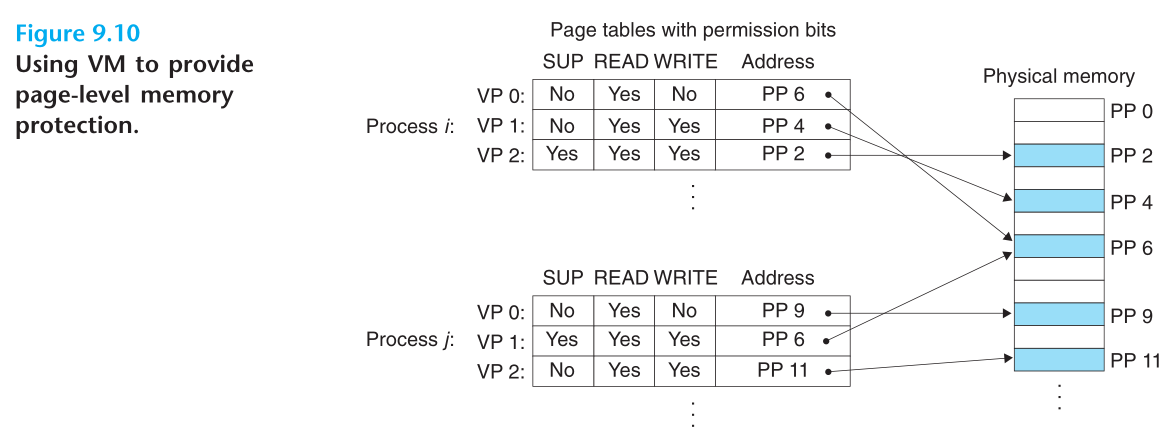 Figure 9.10
Using VM to provide
page-level memory
protection.
Page tables with permission bits
SUP READ WRITE Address
VP 0: No Yes No PP 6
Process i: VP 1: No Yes Yes PP 4
VP 2: Yes Yes Yes PP 2
SUP READ WRITE Address
VP 0: No Yes No PP 9
Process j: VP 1: Yes Yes Yes PP 6
VP 2: No Yes Yes PP 11
Physical memory
PP 0
PP 2
PP 4
PP 6
PP 9
PP 11